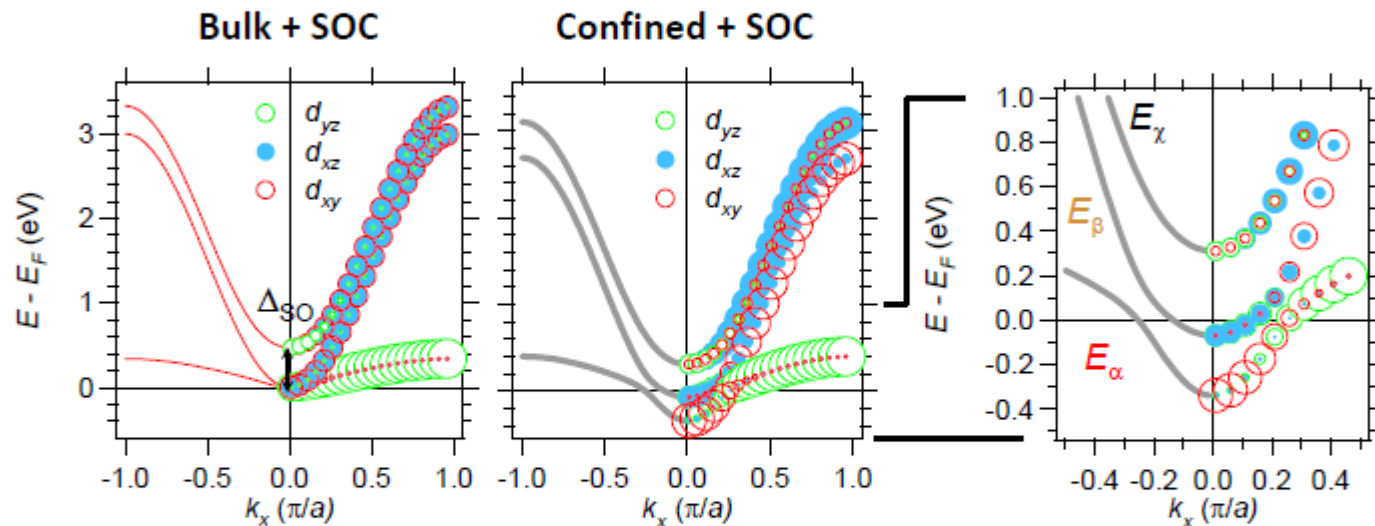 Bulk + SOC
Confined + SOC
E - E_F (eV)
3
2
1
0
d_yz
d_xz
d_xy
Δ_SO
-1.0 -0.5 0.0 0.5 1.0
k_x (π/a)
d_yz
d_xz
d_xy
-1.0 -0.5 0.0 0.5 1.0
k_x (π/a)
E - E_F (eV)
1.0
0.8
0.6
0.4
0.2
0.0
-0.2
-0.4
E_χ
E_β
E_α
-0.4 -0.2 0.0 0.2 0.4
k_x (π/a)